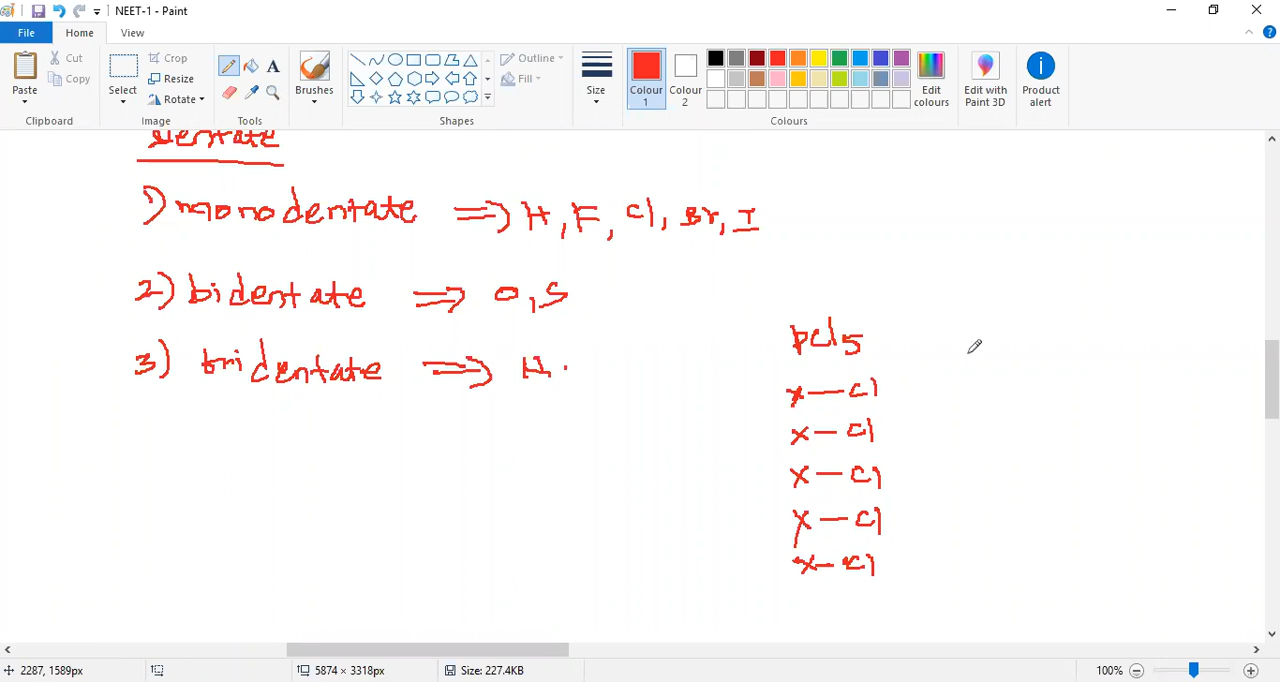 NEET-1 - Paint
File Home View
Paste
Cut
Copy
Clipboard
Select
Crop
Resize
Rotate
Image
Tools
Brushes
Outline
Fill
Shapes
Size
Colour 1
Colour 2
Edit colours
Colours
Edit with Paint 3D
Product alert
dentate
1) monodentate ⇒ H, F, Cl, Br, I
2) bidentate ⇒ O, S
3) tridentate ⇒ N.
pcl5
x — Cl
x — Cl
x — Cl
x — Cl
x — Cl
2287, 1589px
5874 × 3318px
Size: 227.4KB
100%